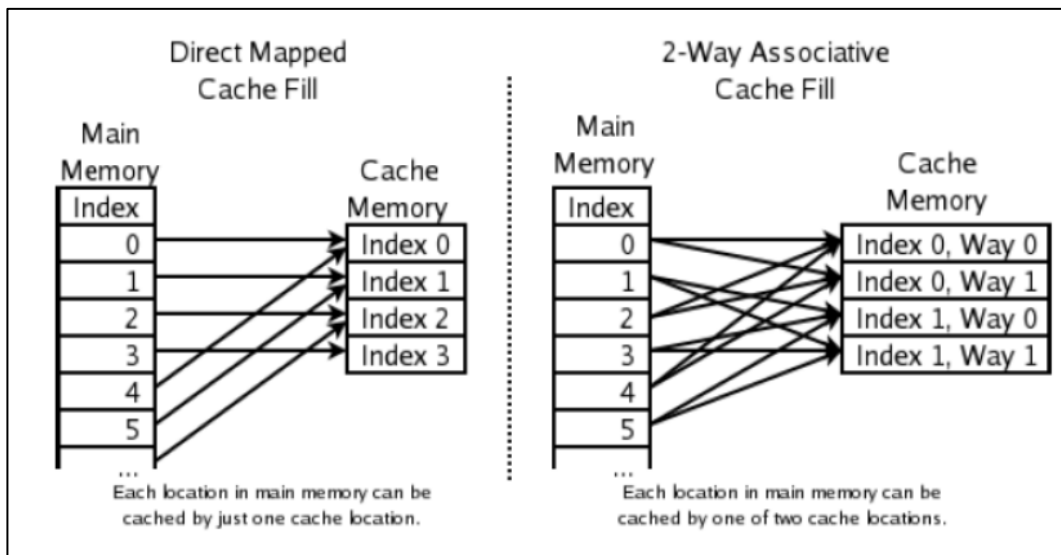 Direct Mapped
Cache Fill
Main
Memory
Index
0
1
2
3
4
5
...
Cache
Memory
Index 0
Index 1
Index 2
Index 3
Each location in main memory can be
cached by just one cache location.
2-Way Associative
Cache Fill
Main
Memory
Index
0
1
2
3
4
5
...
Cache
Memory
Index 0, Way 0
Index 0, Way 1
Index 1, Way 0
Index 1, Way 1
Each location in main memory can be
cached by one of two cache locations.